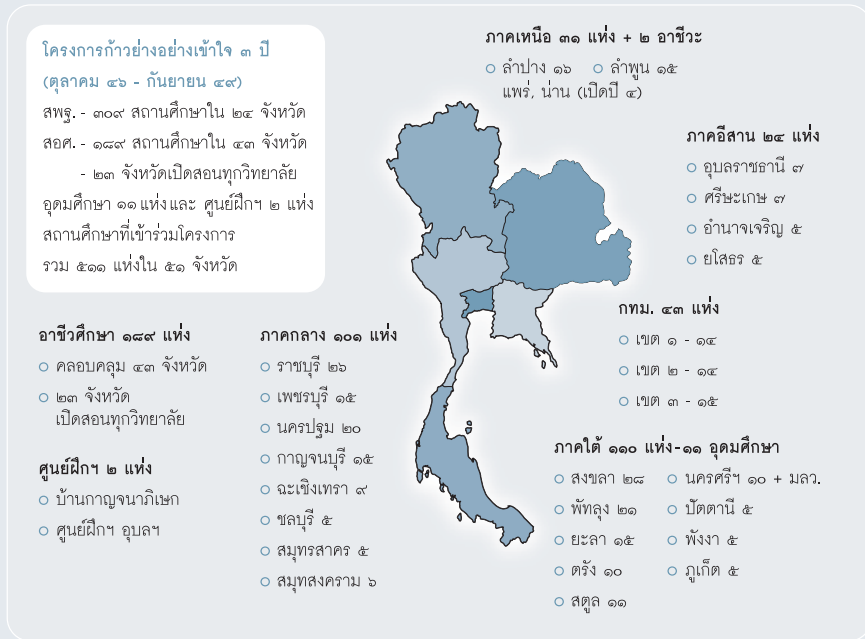 โครงการก้าวย่างอย่างเข้าใจ ๓ ปี
(ตุลาคม ๔๖ - กันยายน ๔๙)
สพฐ. - ๓๐๙ สถานศึกษาใน ๒๔ จังหวัด
สอศ. - ๑๘๙ สถานศึกษาใน ๔๓ จังหวัด
- ๒๓ จังหวัดเปิดสอนทุกวิทยาลัย
อุดมศึกษา ๑๑ แห่งและ ศูนย์ฝึกฯ ๒ แห่ง
สถานศึกษาที่เข้าร่วมโครงการ
รวม ๕๑๑ แห่งใน ๕๑ จังหวัด
ภาคเหนือ ๓๑ แห่ง + ๒ อาชีวะ
ลำปาง ๑๖
ลำพูน ๑๕
แพร่, น่าน (เปิดปี ๔)
ภาคอีสาน ๒๔ แห่ง
อุบลราชธานี ๗
ศรีษะเกษ ๗
อำนาจเจริญ ๕
ยโสธร ๕
กทม. ๔๓ แห่ง
เขต ๑ - ๑๔
เขต ๒ - ๑๔
เขต ๓ - ๑๕
อาชีวศึกษา ๑๘๙ แห่ง
คลอบคลุม ๔๓ จังหวัด
๒๓ จังหวัด
เปิดสอนทุกวิทยาลัย
ศูนย์ฝึกฯ ๒ แห่ง
บ้านกาญจนาภิเษก
ศูนย์ฝึกฯ อุบลฯ
ภาคกลาง ๑๐๑ แห่ง
ราชบุรี ๒๖
เพชรบุรี ๑๕
นครปฐม ๒๐
กาญจนบุรี ๑๕
ฉะเชิงเทรา ๙
ชลบุรี ๕
สมุทรสาคร ๕
สมุทสงคราม ๖
ภาคใต้ ๑๑๐ แห่ง-๑๑ อุดมศึกษา
สงขลา ๒๘
พัทลุง ๒๑
ยะลา ๑๕
ตรัง ๑๐
สตูล ๑๑
นครศรีฯ ๑๐ + มลว.
ปัตตานี ๕
พังงา ๕
ภูเก็ต ๕